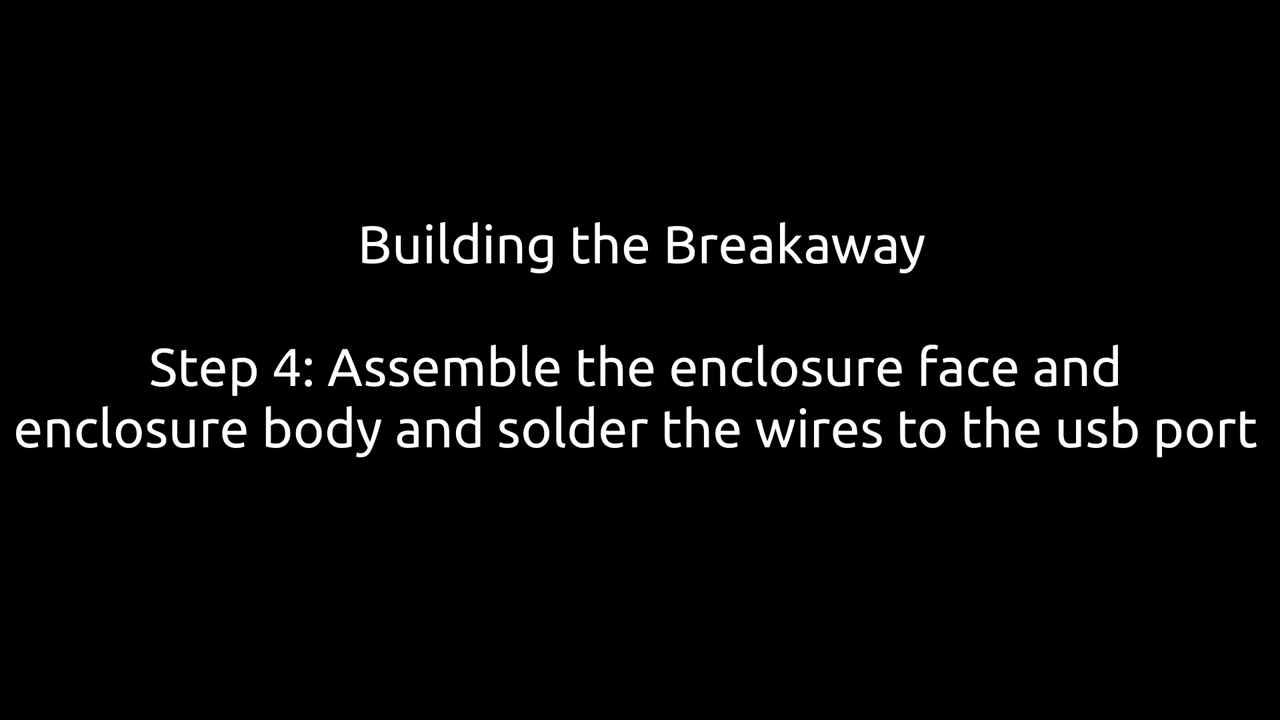 Building the Breakaway
Step 4: Assemble the enclosure face and
enclosure body and solder the wires to the usb port